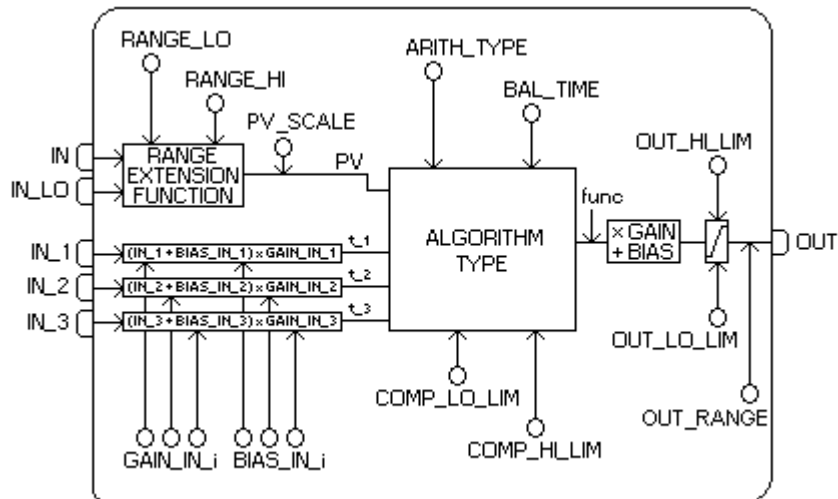 RANGE_LO
ARITH_TYPE
RANGE_HI
BAL_TIME
PV_SCALE
OUT_HI_LIM
IN
RANGE
EXTENSION
FUNCTION
PV
IN_LO
func
IN_1
(IN_1+BIAS_IN_1)×GAIN_IN_1
t_1
ALGORITHM
TYPE
× GAIN
+ BIAS
OUT
IN_2
(IN_2+BIAS_IN_2)×GAIN_IN_2
t_2
IN_3
(IN_3+BIAS_IN_3)×GAIN_IN_3
t_3
OUT_LO_LIM
COMP_LO_LIM
OUT_RANGE
GAIN_IN_i
BIAS_IN_i
COMP_HI_LIM